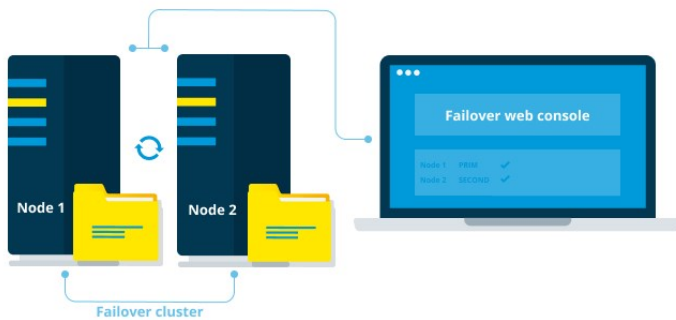 Failover web console
Node 1 PRIM
Node 2 SECOND
Node 1
Node 2
Failover cluster